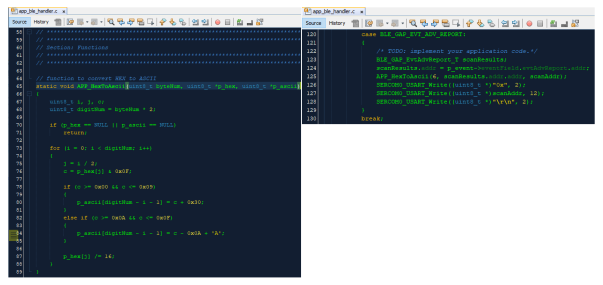 app_ble_handler.c
Source History
58 // ****************************************************
59 // ****************************************************
60 // Section: Functions
61 // ****************************************************
62 // ****************************************************
63
64 // Function to convert HEX to ASCII
65 static void APP_HexToAscii(uint8_t byteNum, uint8_t *p_hex, uint8_t *p_ascii)
66 {
67 uint8_t i, j, c;
68 uint8_t digitNum = byteNum * 2;
69
70 if (p_hex == NULL || p_ascii == NULL)
71 return;
72
73 for (i = 0; i < digitNum; i++)
74 {
75 j = i / 2;
76 c = p_hex[j] & 0x0F;
77
78 if (c >= 0x00 && c <= 0x09)
79 {
80 p_ascii[digitNum - i - 1] = c + 0x30;
81 }
82 else if (c >= 0x0A && c <= 0x0F)
83 {
84 p_ascii[digitNum - i - 1] = c - 0x0A + 'A';
85 }
86
87 p_hex[j] /= 16;
88 }
89 }
app_ble_handler.c
Source History
120 case BLE_GAP_EVT_ADV_REPORT:
121 {
122 /* TODO: implement your application code.*/
123 BLE_GAP_EvtAdvReport_T scanResults;
124 scanResults.addr = p_event->eventField.evtAdvReport.addr;
125 APP_HexToAscii(6, scanResults.addr.addr, scanAddr);
126 SERCOM0_USART_Write((uint8_t *)"0x", 2);
127 SERCOM0_USART_Write((uint8_t *)scanAddr, 12);
128 SERCOM0_USART_Write((uint8_t *)"\r\n", 2);
129 }
130 break;